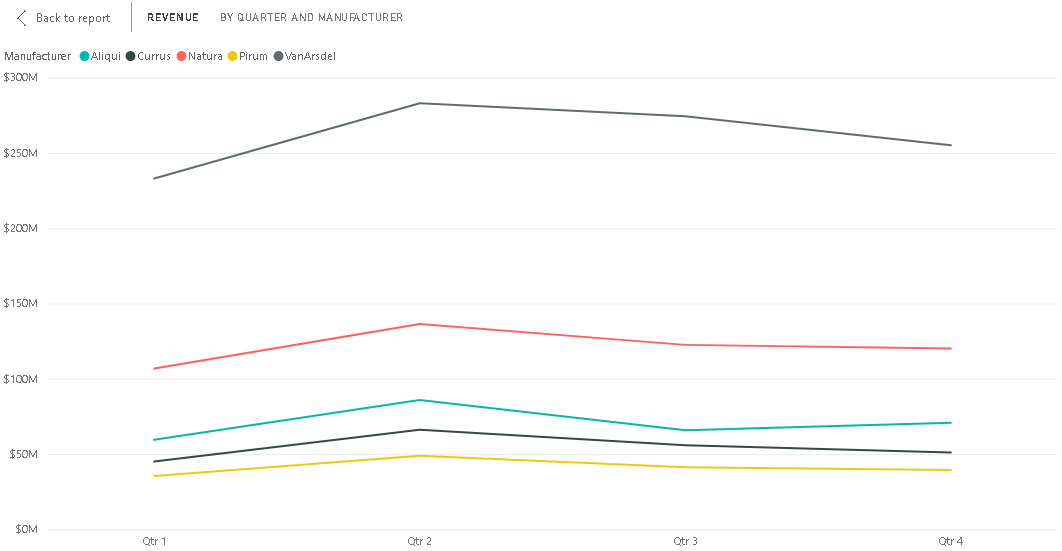 Back to report REVENUE BY QUARTER AND MANUFACTURER
Manufacturer Aliqui Currus Natura Pirum VanArsdel
$300M
$250M
$200M
$150M
$100M
$50M
$0M
Qtr 1 Qtr 2 Qtr 3 Qtr 4